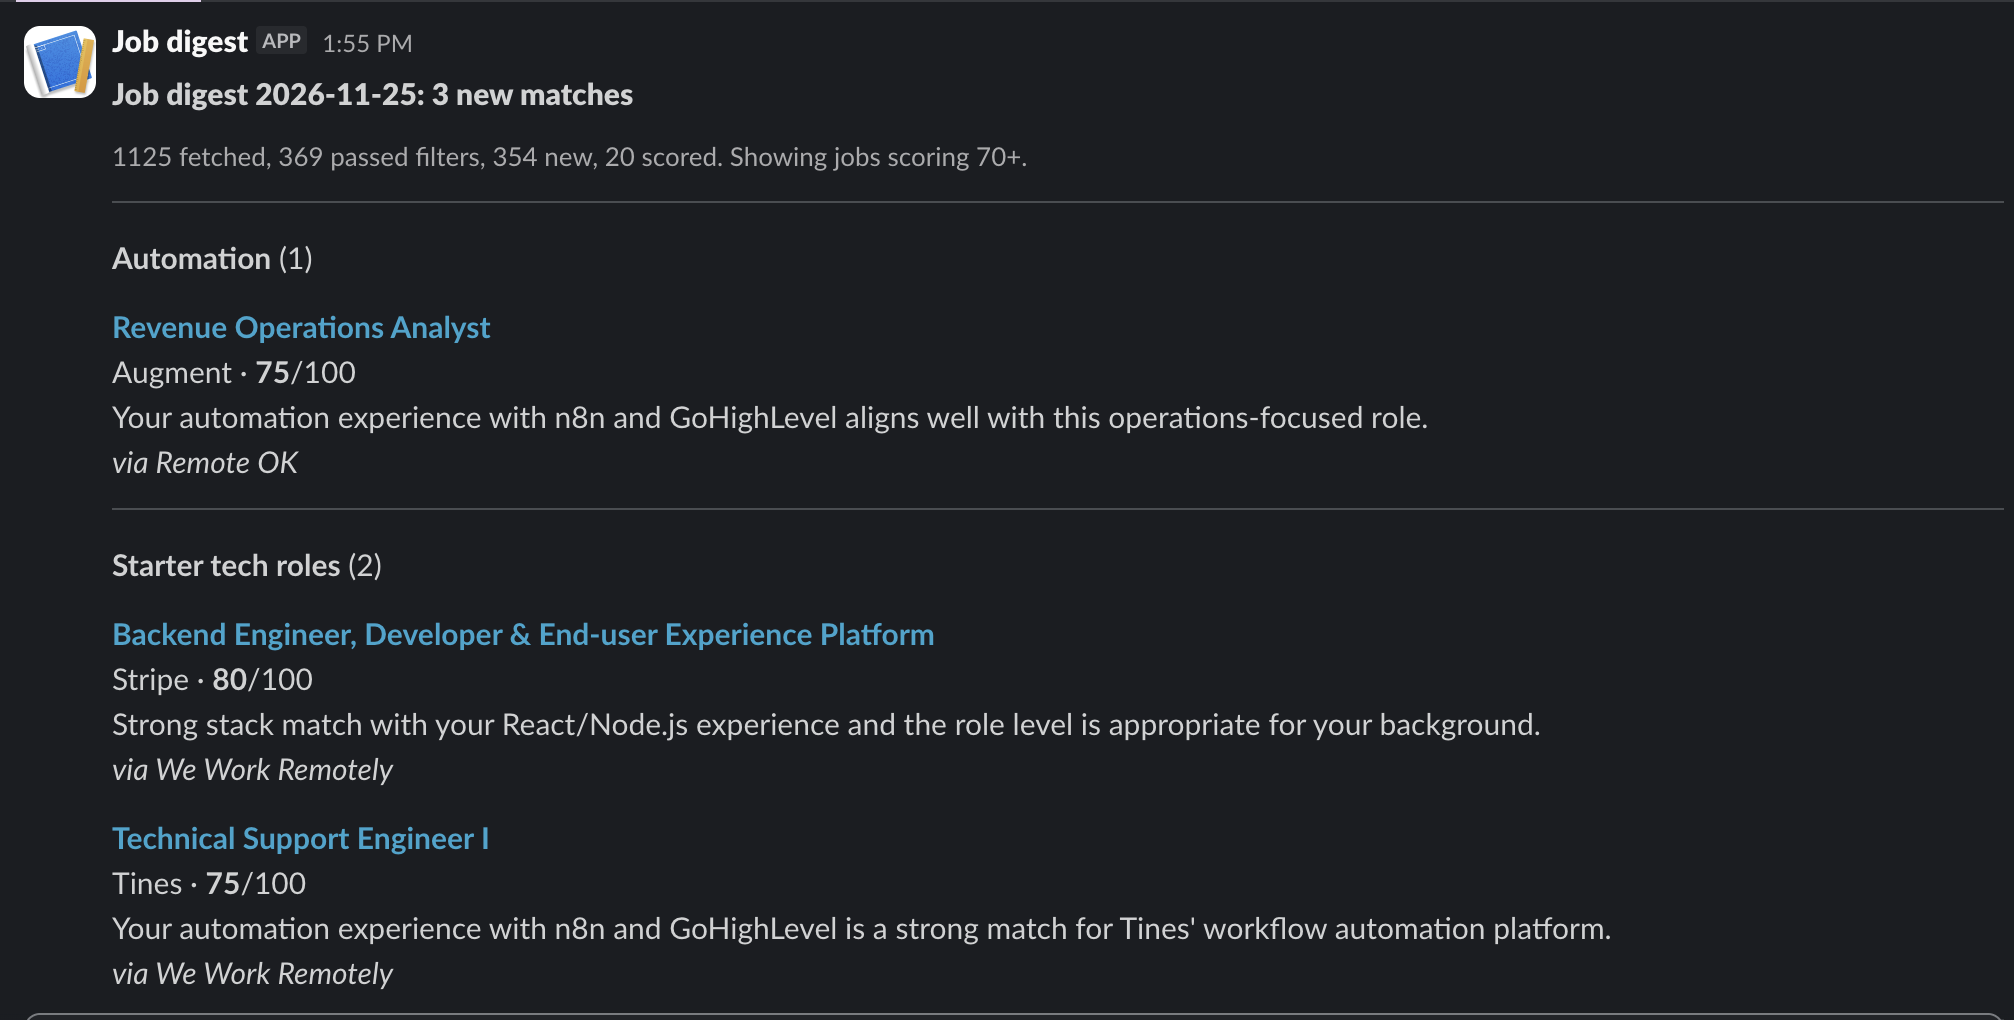 Job digest APP 1:55 PM
Job digest 2026-11-25: 3 new matches
1125 fetched, 369 passed filters, 354 new, 20 scored. Showing jobs scoring 70+.
Automation (1)
Revenue Operations Analyst
Augment · 75/100
Your automation experience with n8n and GoHighLevel aligns well with this operations-focused role.
via Remote OK
Starter tech roles (2)
Backend Engineer, Developer & End-user Experience Platform
Stripe · 80/100
Strong stack match with your React/Node.js experience and the role level is appropriate for your background.
via We Work Remotely
Technical Support Engineer I
Tines · 75/100
Your automation experience with n8n and GoHighLevel is a strong match for Tines' workflow automation platform.
via We Work Remotely